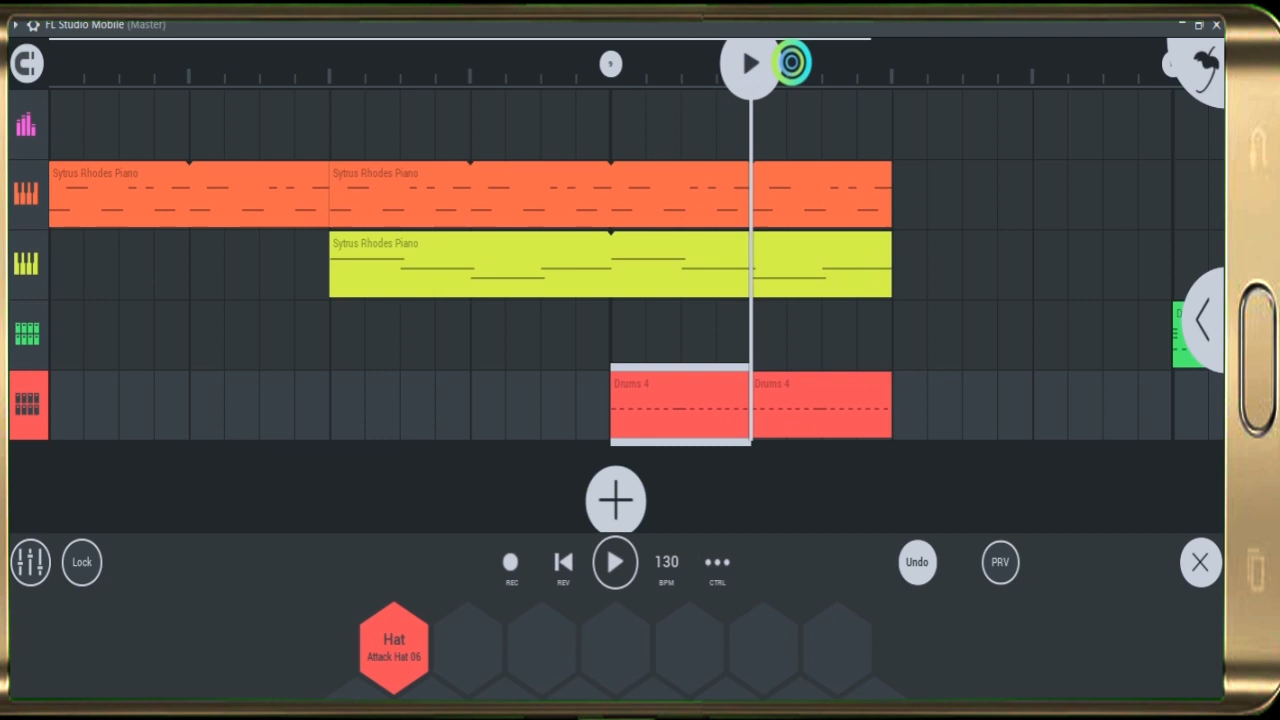 FL Studio Mobile (Master)
9
Sytrus Rhodes Piano
Sytrus Rhodes Piano
Sytrus Rhodes Piano
D
Drums 4
Drums 4
Lock
REC
REV
130
BPM
CTRL
Undo
PRV
Hat
Attack Hat 06